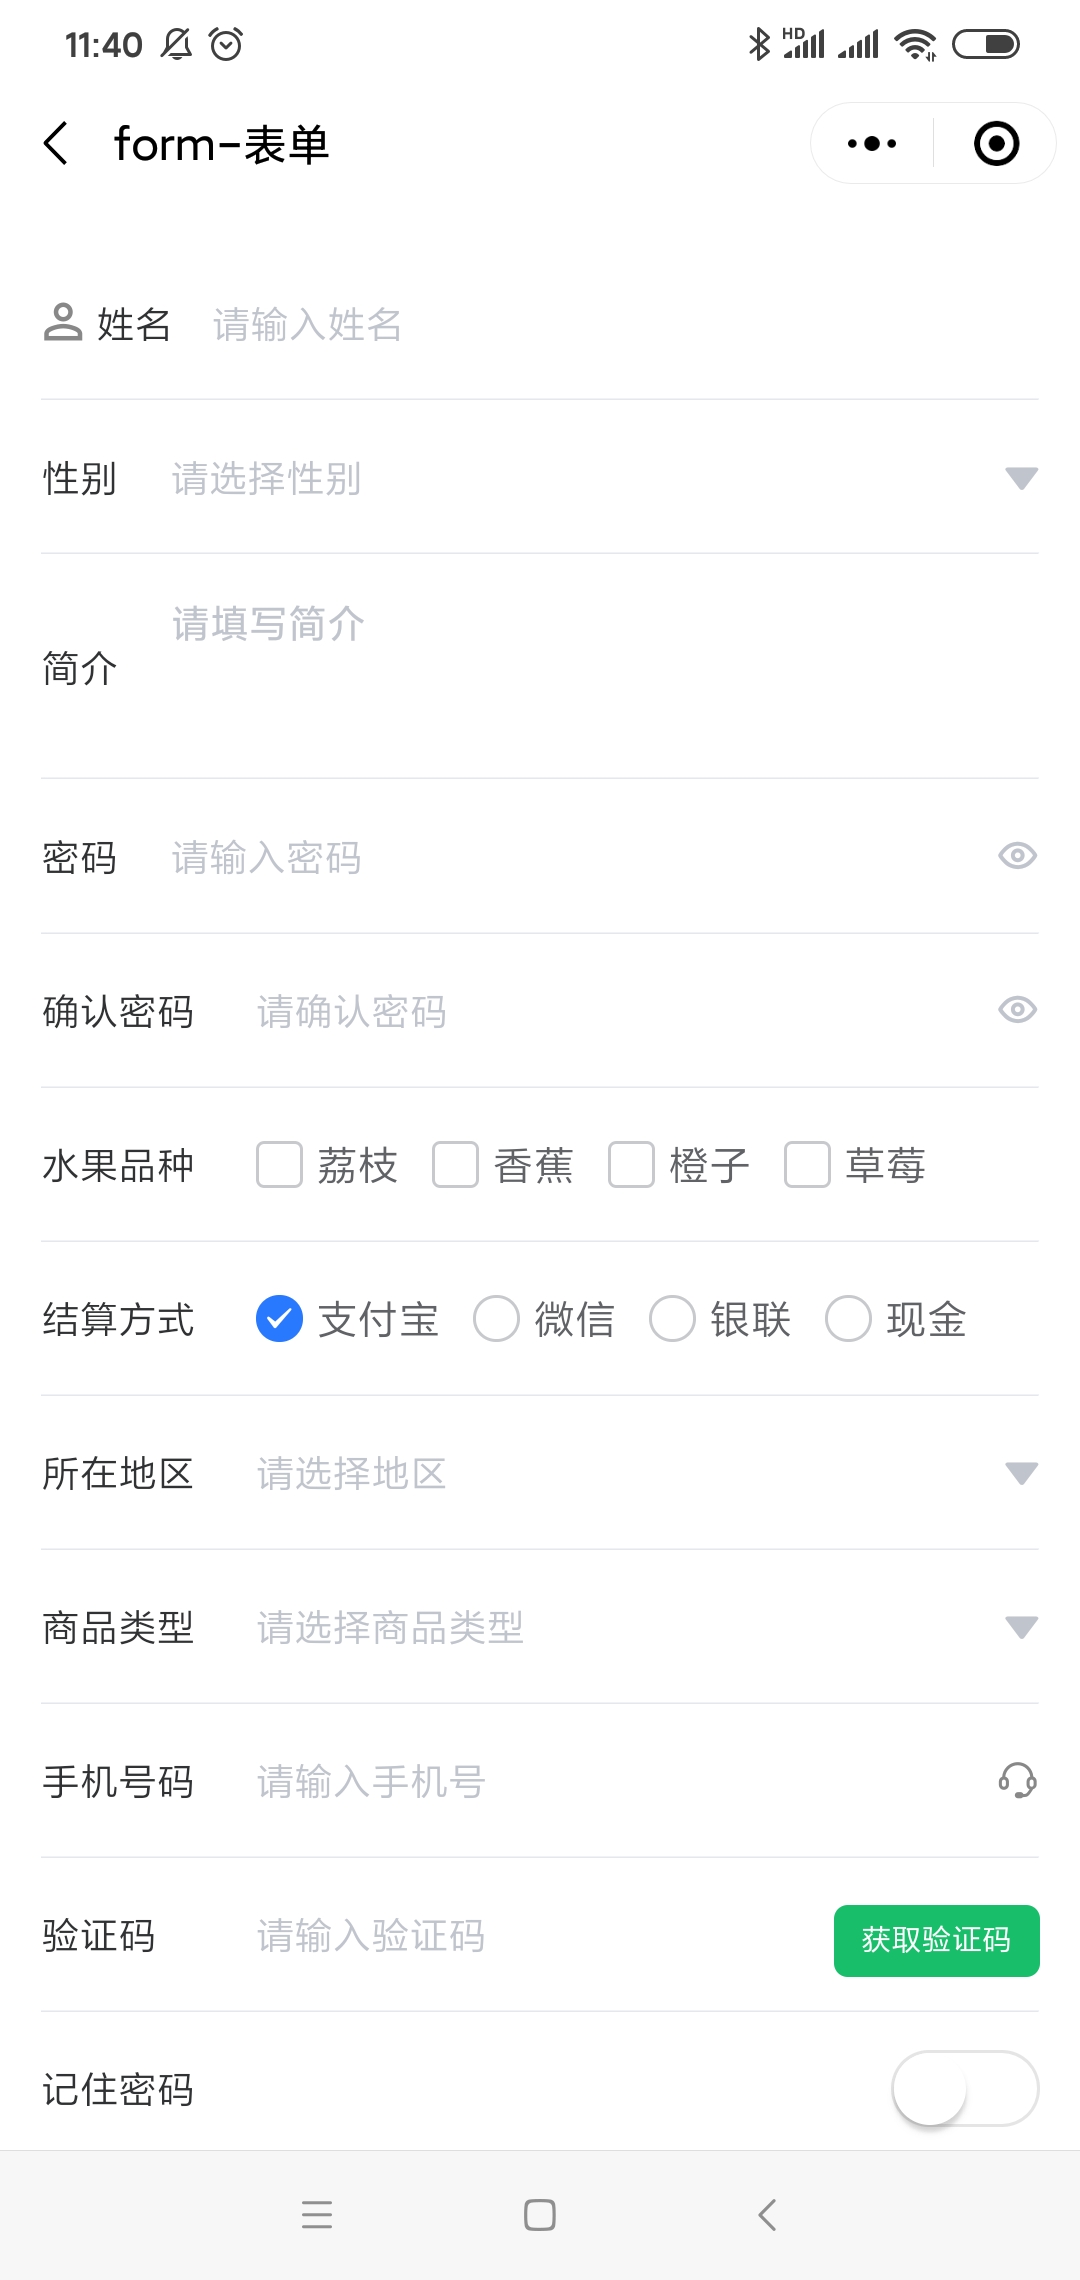 11:40 HD
form-表单
姓名 请输入姓名
性别 请选择性别
请填写简介
简介
密码 请输入密码
确认密码 请确认密码
水果品种 荔枝 香蕉 橙子 草莓
结算方式 支付宝 微信 银联 现金
所在地区 请选择地区
商品类型 请选择商品类型
手机号码 请输入手机号
验证码 请输入验证码 获取验证码
记住密码